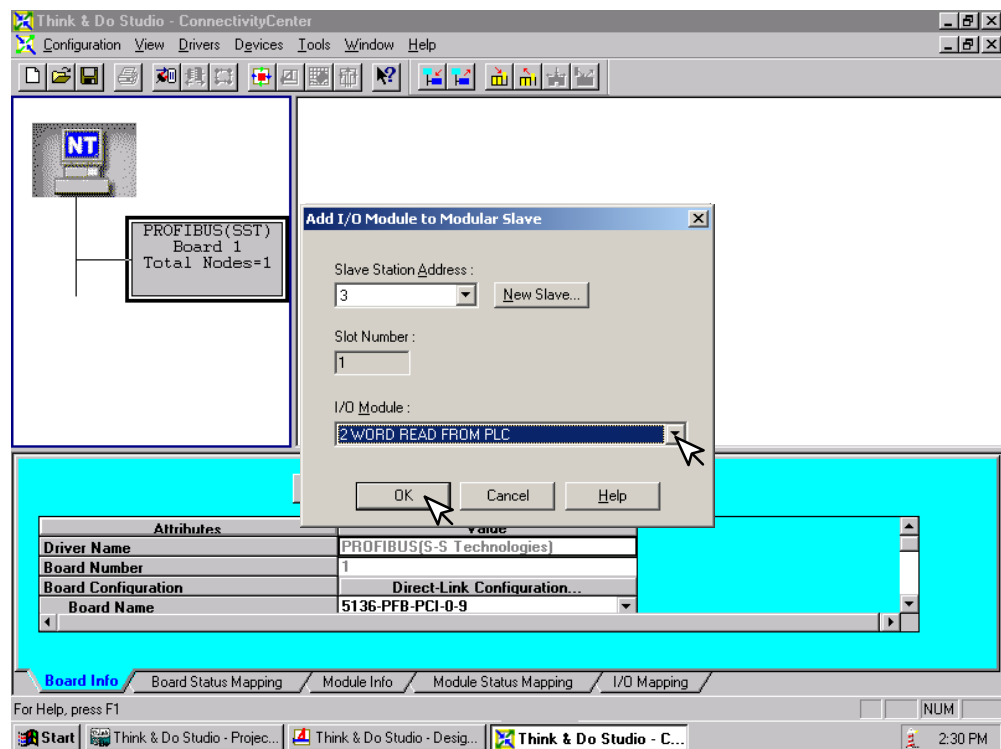 Think & Do Studio - ConnectivityCenter
Configuration View Drivers Devices Tools Window Help
NT
PROFIBUS(SST)
Board 1
Total Nodes=1
Add I/O Module to Modular Slave
Slave Station Address :
3
New Slave...
Slot Number :
1
I/O Module :
2 WORD READ FROM PLC
OK Cancel Help
Attributes Value
Driver Name PROFIBUS(S-S Technologies)
Board Number 1
Board Configuration Direct-Link Configuration...
Board Name 5136-PFB-PCI-0-9
Board Info Board Status Mapping Module Info Module Status Mapping I/O Mapping
For Help, press F1 NUM
Start Think & Do Studio - Projec... Think & Do Studio - Desig... Think & Do Studio - C... 2:30 PM